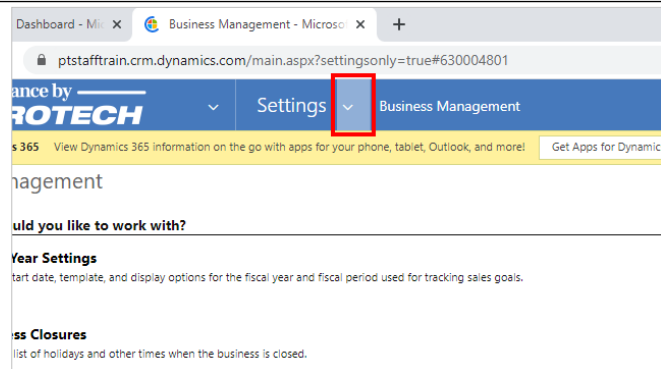 Dashboard - Mic
Business Management - Microsof
ptstafftrain.crm.dynamics.com/main.aspx?settingsonly=true#630004801
ance by
ROTECH
Settings
Business Management
s 365 View Dynamics 365 information on the go with apps for your phone, tablet, Outlook, and more!
Get Apps for Dynamic
nagement
uld you like to work with?
Year Settings
tart date, template, and display options for the fiscal year and fiscal period used for tracking sales goals.
ss Closures
list of holidays and other times when the business is closed.